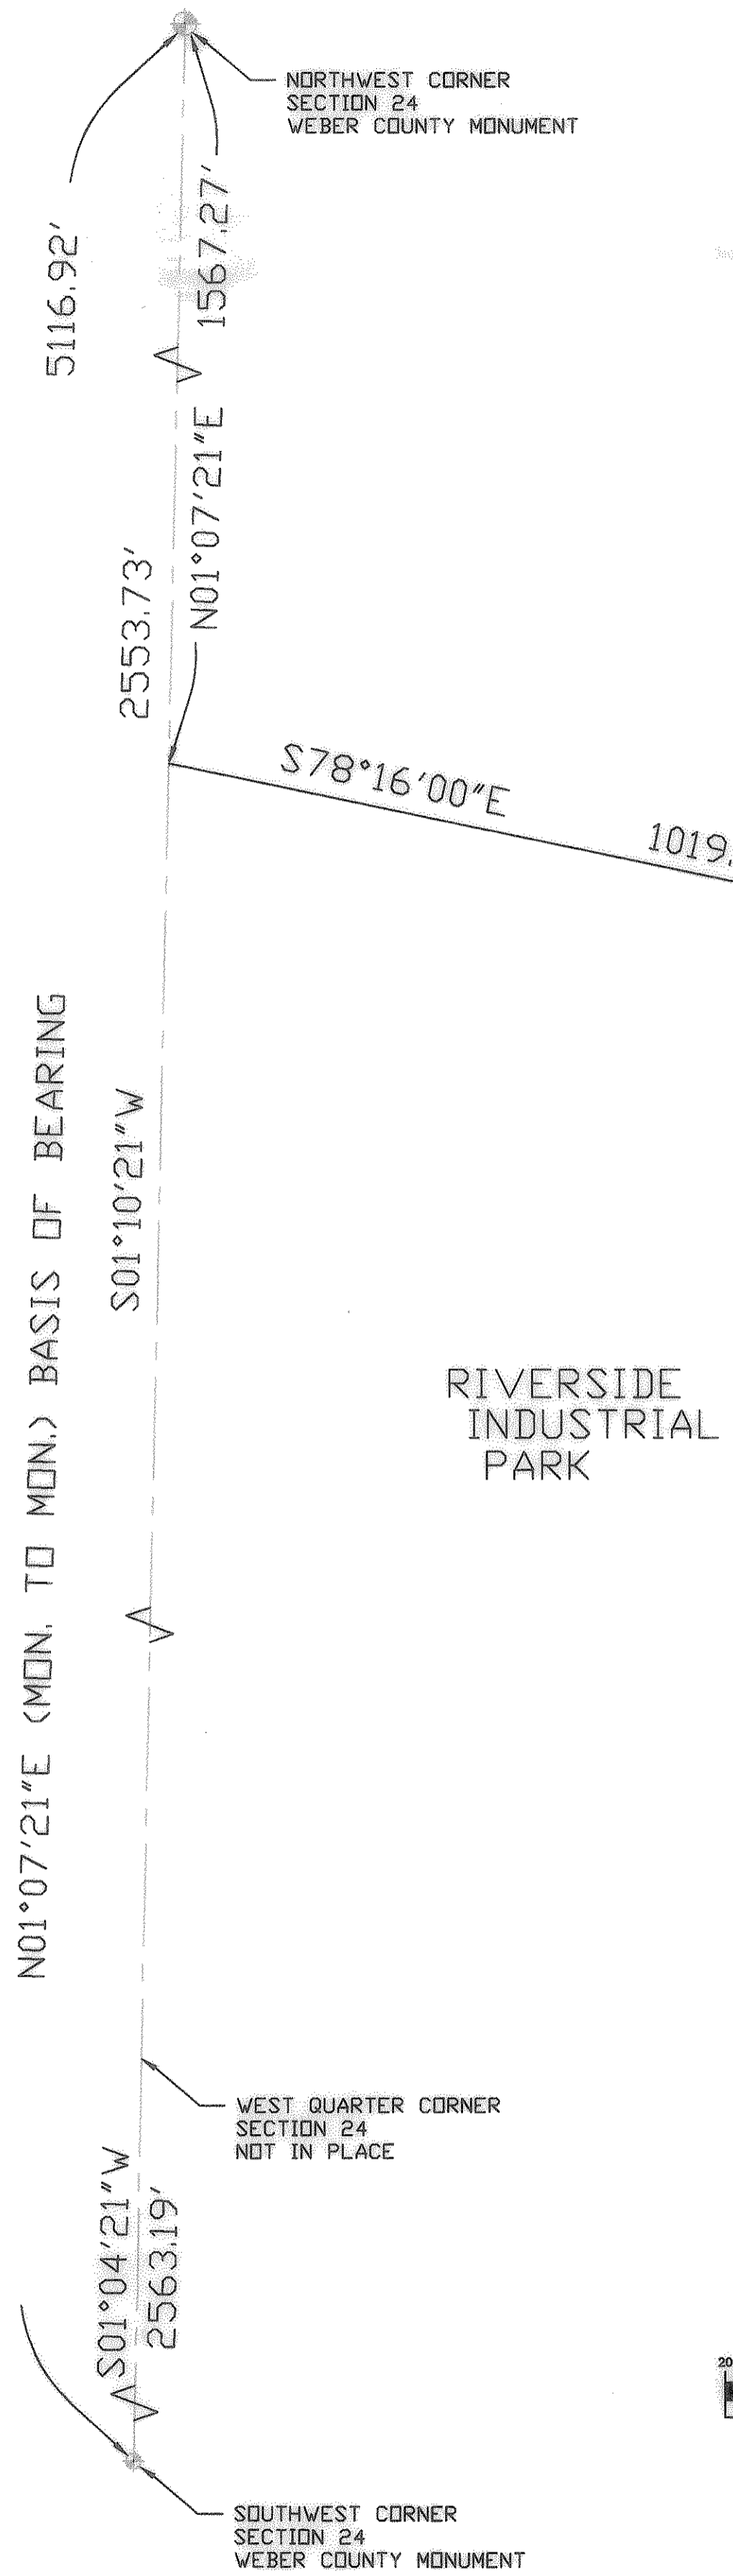 NORTHWEST CORNER
SECTION 24
WEBER COUNTY MONUMENT
5116.92'
1567.27'
N01°07'21"E
2553.73'
S78°16'00"E
1019.
S01°10'21"W
N01°07'21"E (MON. TO MON.) BASIS OF BEARING
RIVERSIDE
INDUSTRIAL
PARK
WEST QUARTER CORNER
SECTION 24
NOT IN PLACE
S01°04'21"W
2563.19'
20
SOUTHWEST CORNER
SECTION 24
WEBER COUNTY MONUMENT